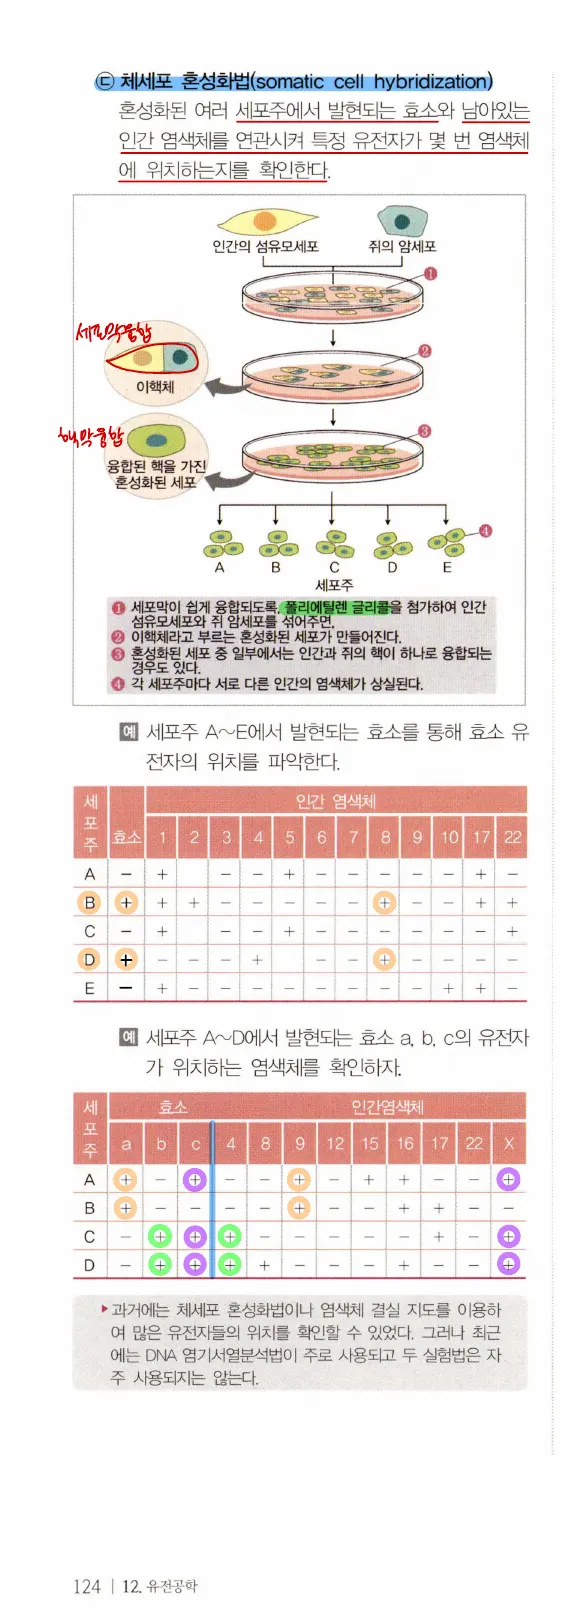 ㉢ 체세포 혼성화법(somatic cell hybridization)
혼성화된 여러 세포주에서 발현되는 효소와 남아있는
인간 염색체를 연관시켜 특정 유전자가 몇 번 염색체
에 위치하는지를 확인한다.
인간의 섬유모세포 쥐의 암세포
❶
세포막융합
❷
이핵체
핵막융합
❸
융합된 핵을 가진
혼성화된 세포
❹
A B C D E
세포주
❶ 세포막이 쉽게 융합되도록, 폴리에틸렌 글리콜을 첨가하여 인간
섬유모세포와 쥐 암세포를 섞어주면,
❷ 이핵체라고 부르는 혼성화된 세포가 만들어진다.
❸ 혼성화된 세포 중 일부에서는 인간과 쥐의 핵이 하나로 융합되는
경우도 있다.
❹ 각 세포주마다 서로 다른 인간의 염색체가 상실된다.
예 세포주 A~E에서 발현되는 효소를 통해 효소 유
전자의 위치를 파악한다.
세포주 효소 인간 염색체
1 2 3 4 5 6 7 8 9 10 17 22
A − + − − + − − − − − + −
B + + + − − − − − + − − + +
C − + − − + − − − − − − +
D + − − − + − − − + − − − −
E − + − − − − − − − − + + −
예 세포주 A~D에서 발현되는 효소 a, b, c의 유전자
가 위치하는 염색체를 확인하자.
세포주 효소 인간염색체
a b c 4 8 9 12 15 16 17 22 X
A + − + − − + − + + − − +
B + − − − − + − − + + − −
C − + + + − − − − − + − +
D − + + + + − − − + − − +
▶과거에는 체세포 혼성화법이나 염색체 결실 지도를 이용하
여 많은 유전자들의 위치를 확인할 수 있었다. 그러나 최근
에는 DNA 염기서열분석법이 주로 사용되고 두 실험법은 자
주 사용되지는 않는다.
124 | 12. 유전공학